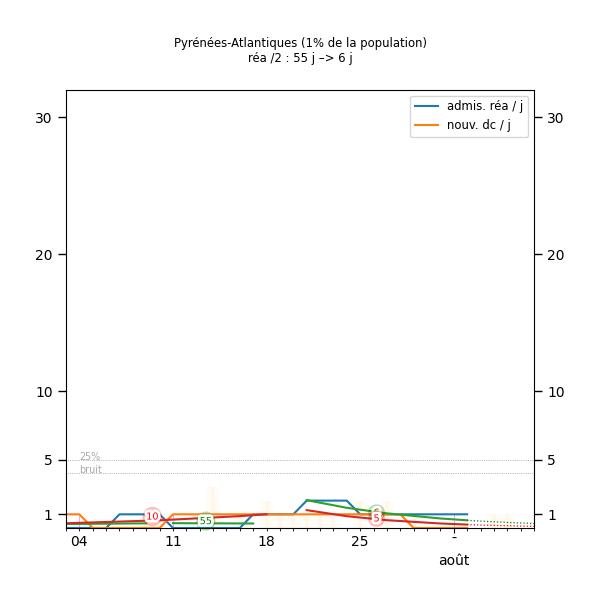 Pyrénées-Atlantiques (1% de la population)
réa /2 : 55 j –> 6 j
admis. réa / j
nouv. dc / j
30 30
20 20
10 10
25%
5 5
bruit
10 55 5
1 1
04 11 18 25 -
août